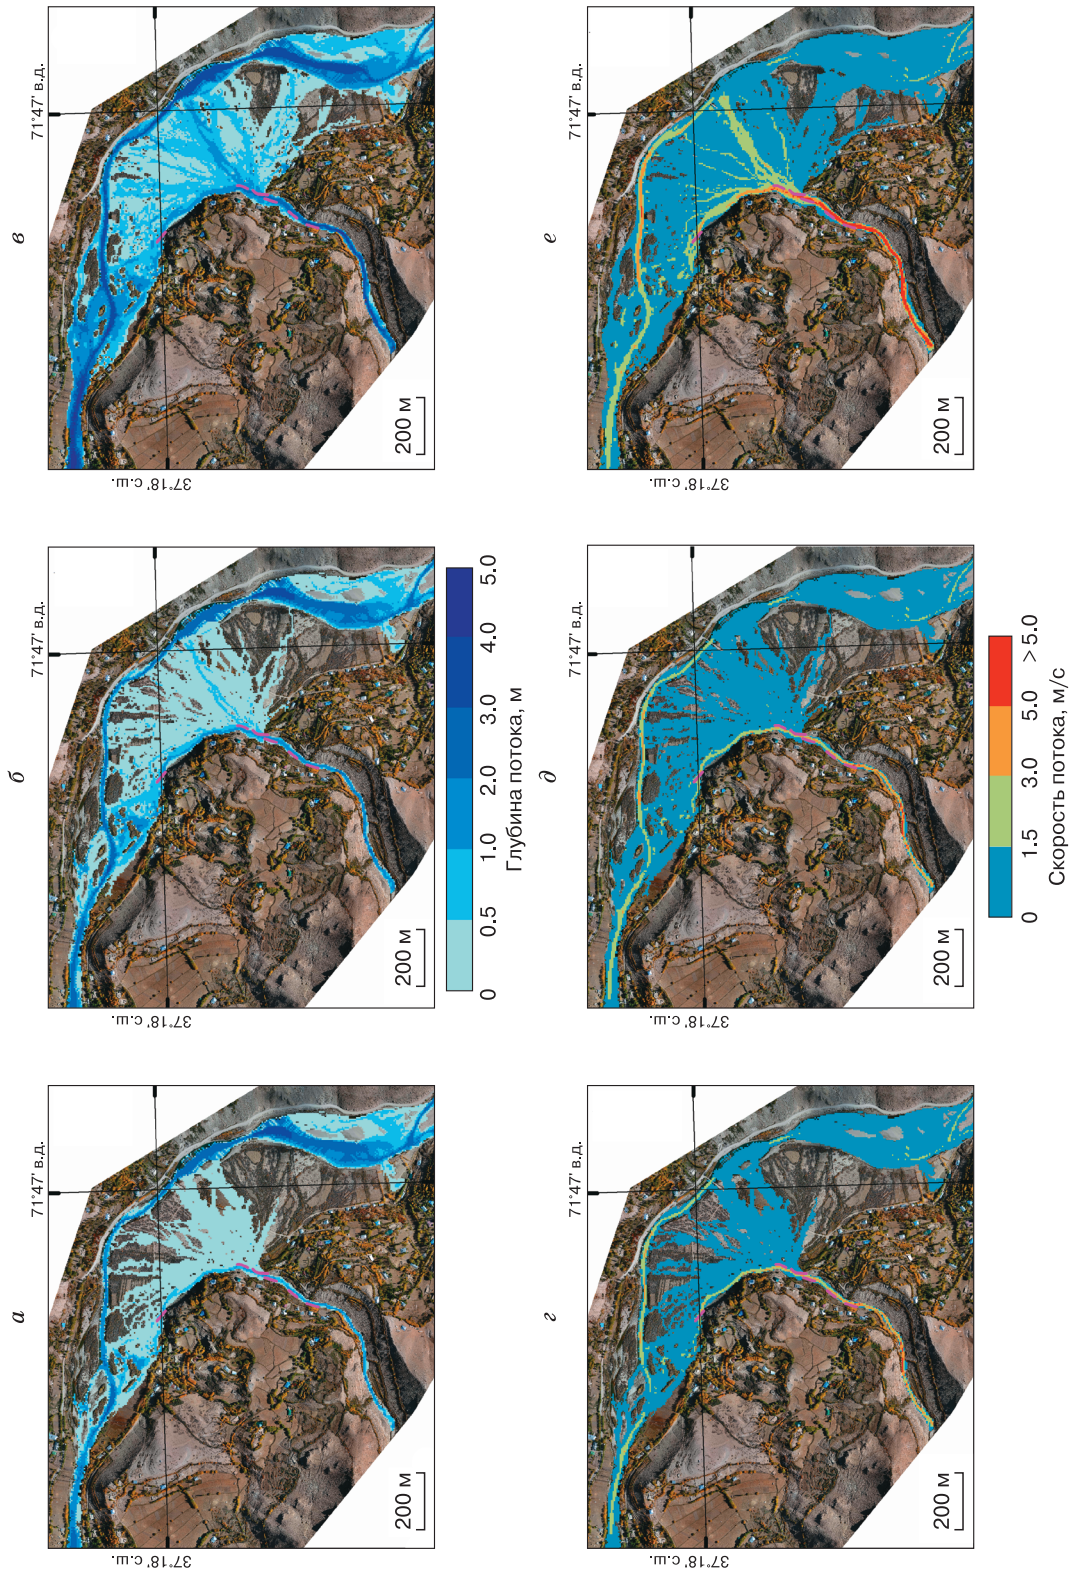 а
71°47' в.д.
37°18' с.ш.
200 м
б
71°47' в.д.
37°18' с.ш.
200 м
в
71°47' в.д.
37°18' с.ш.
200 м
0 0.5 1.0 2.0 3.0 4.0 5.0
Глубина потока, м
г
71°47' в.д.
37°18' с.ш.
200 м
д
71°47' в.д.
37°18' с.ш.
200 м
е
71°47' в.д.
37°18' с.ш.
200 м
0 1.5 3.0 5.0 > 5.0
Скорость потока, м/с